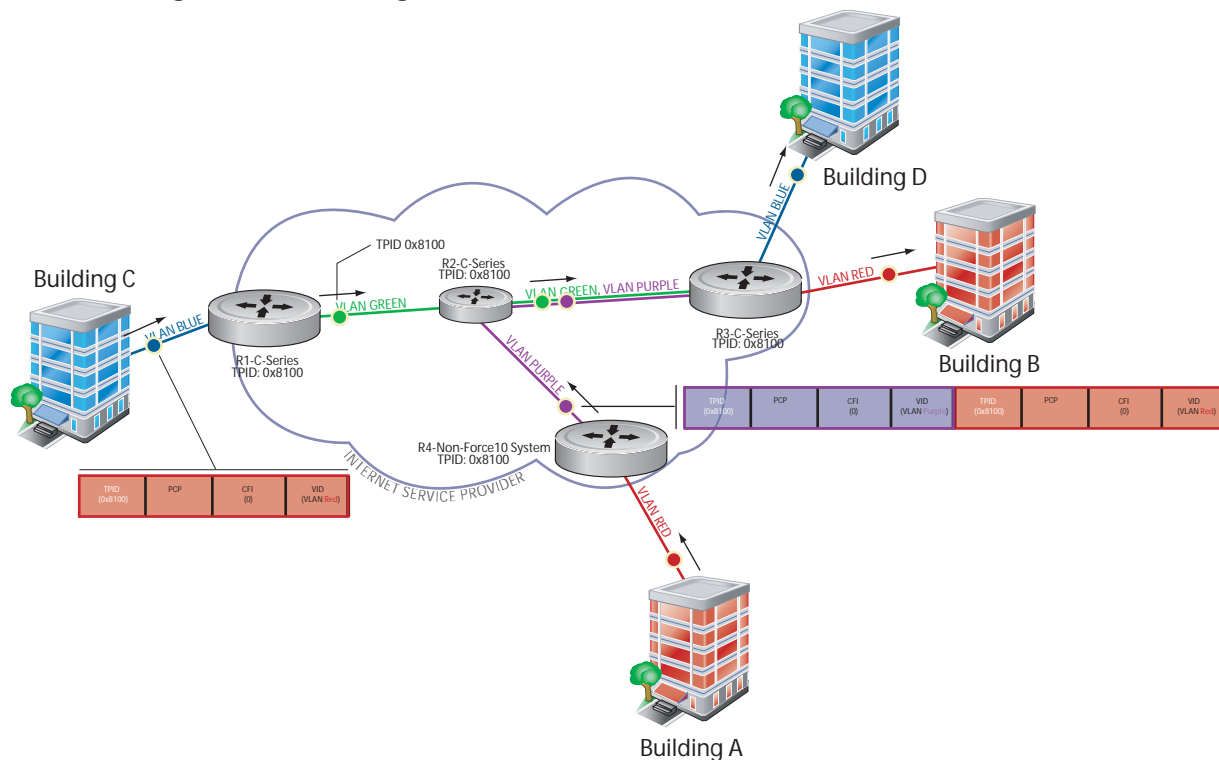 Building D
VLAN BLUE
Building B
VLAN RED
TPID 0x8100
R2-C-Series
TPID: 0x8100
VLAN GREEN, VLAN PURPLE
Building C
VLAN BLUE
R1-C-Series
TPID: 0x8100
VLAN GREEN
R3-C-Series
TPID: 0x8100
VLAN PURPLE
TPID
(0x8100)
PCP
CFI
(0)
VID
(VLAN Purple)
TPID
(0x8100)
PCP
CFI
(0)
VID
(VLAN Red)
R4-Non-Force10 System
TPID: 0x8100
INTERNET SERVICE PROVIDER
TPID
(0x8100)
PCP
CFI
(0)
VID
(VLAN Red)
VLAN RED
Building A